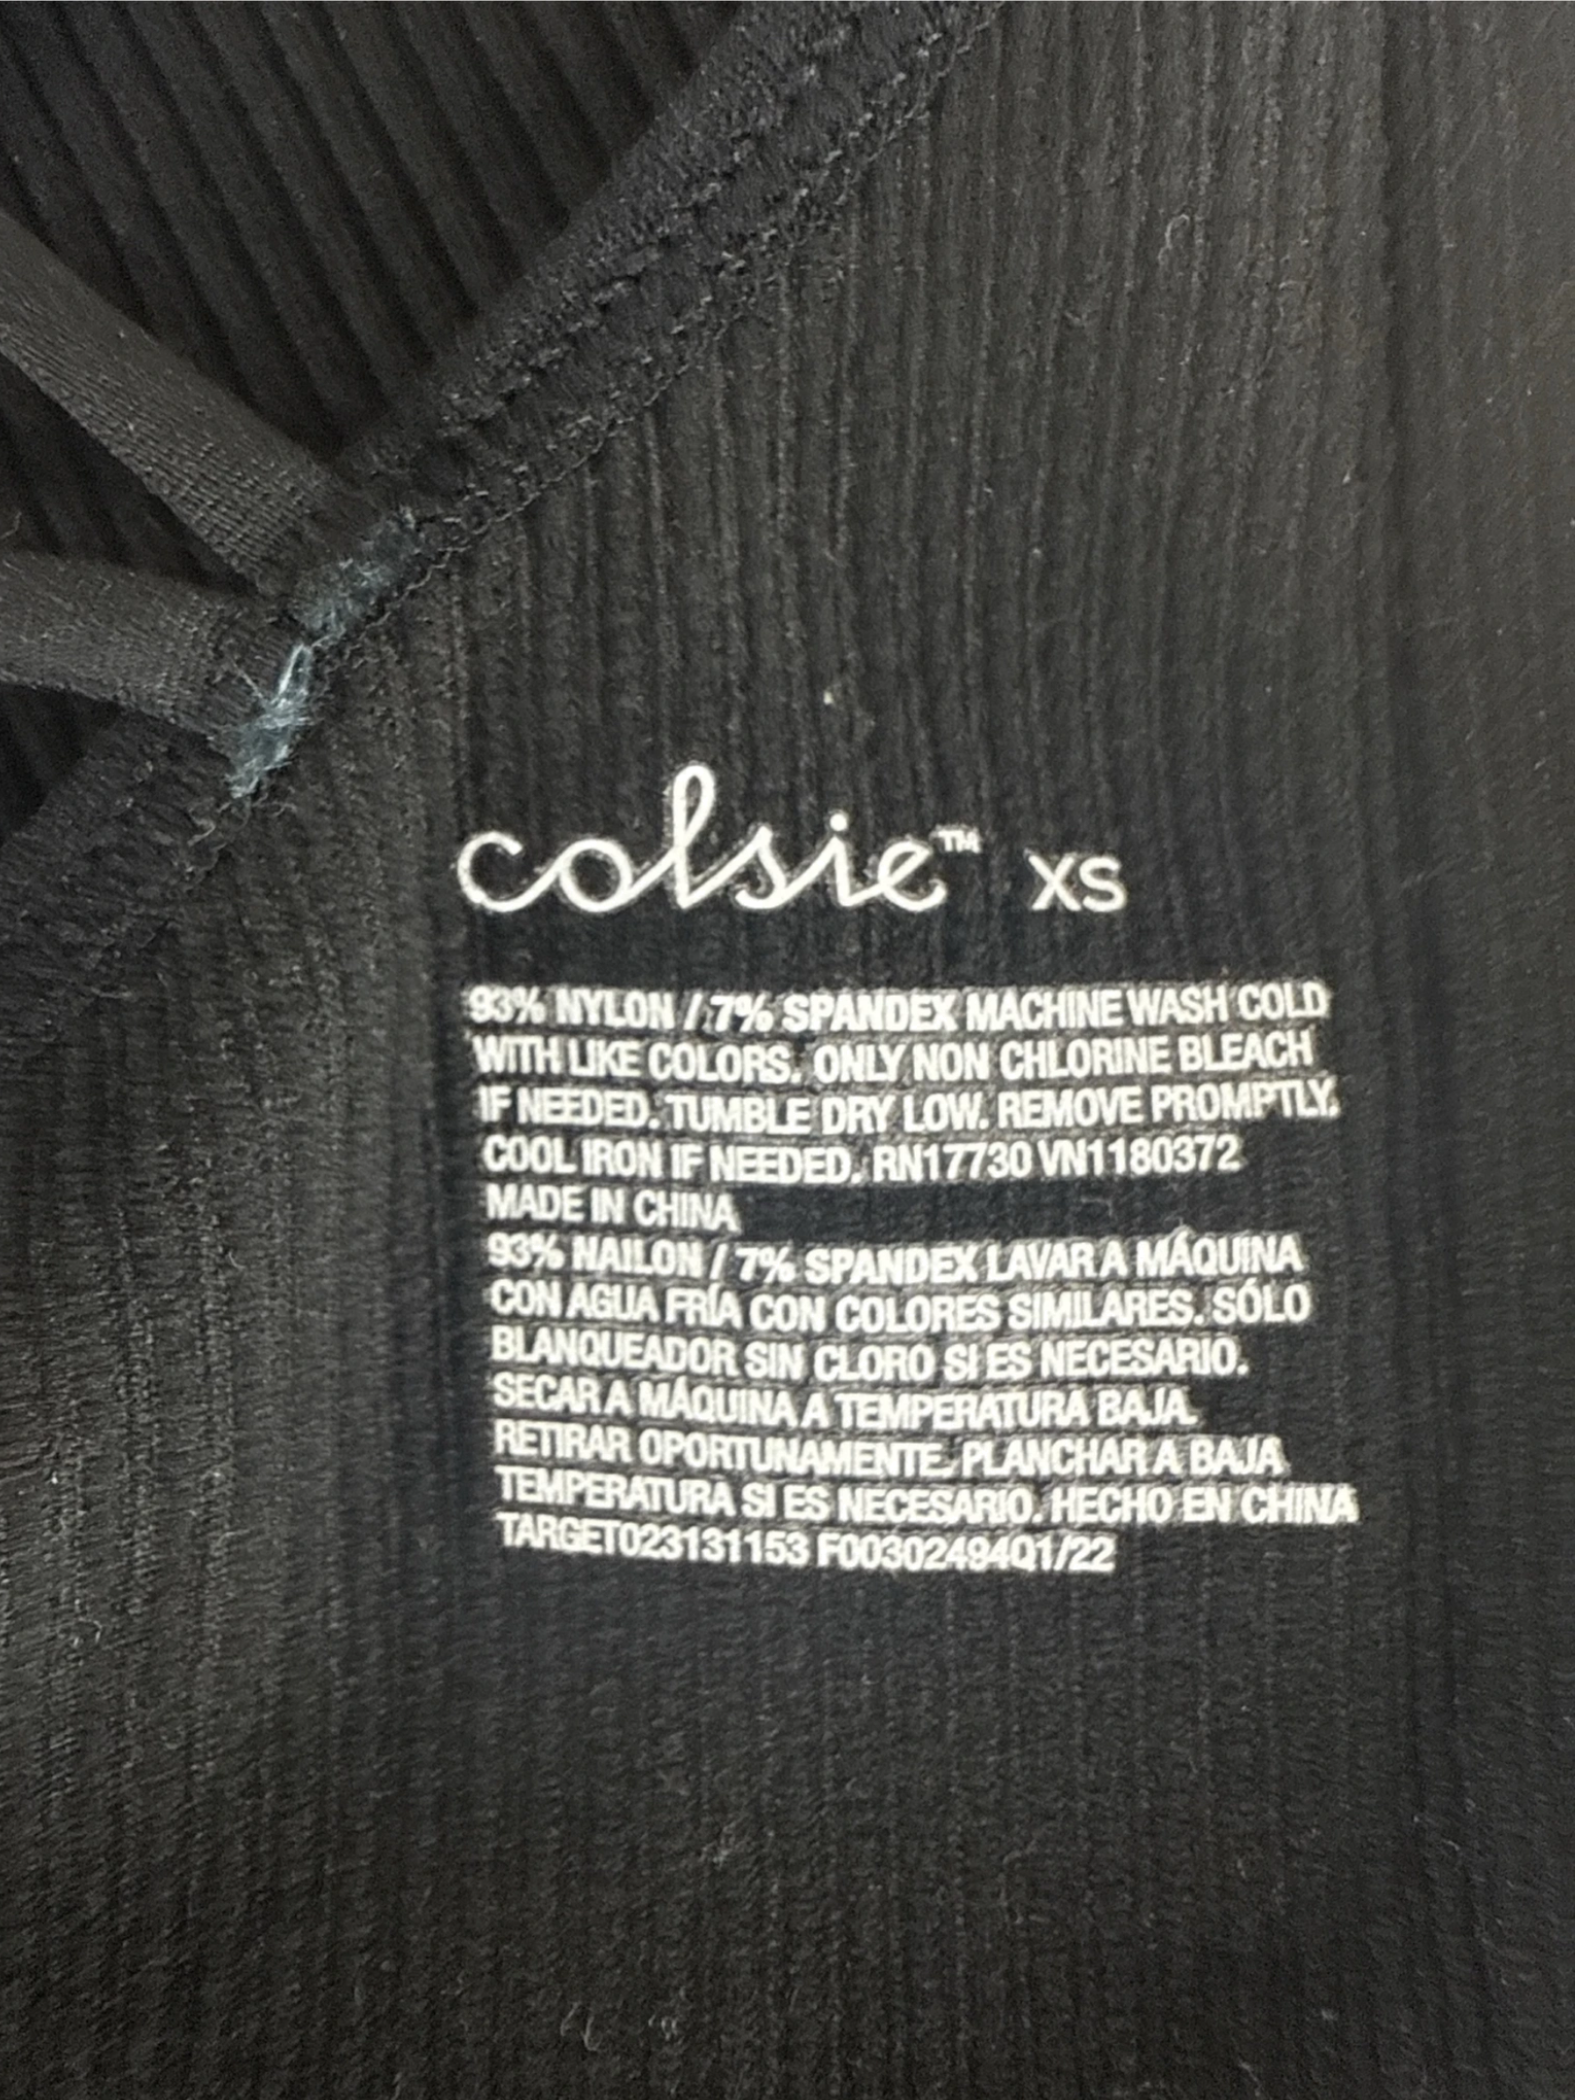 colsie™ XS
93% NYLON / 7% SPANDEX MACHINE WASH COLD
WITH LIKE COLORS. ONLY NON CHLORINE BLEACH
IF NEEDED. TUMBLE DRY LOW. REMOVE PROMPTLY.
COOL IRON IF NEEDED. RN17730 VN1180372
MADE IN CHINA
93% NAILON / 7% SPANDEX LAVAR A MÁQUINA
CON AGUA FRÍA CON COLORES SIMILARES. SÓLO
BLANQUEADOR SIN CLORO SI ES NECESARIO.
SECAR A MÁQUINA A TEMPERATURA BAJA.
RETIRAR OPORTUNAMENTE. PLANCHAR A BAJA
TEMPERATURA SI ES NECESARIO. HECHO EN CHINA
TARGET023131153 F00302494Q1/22